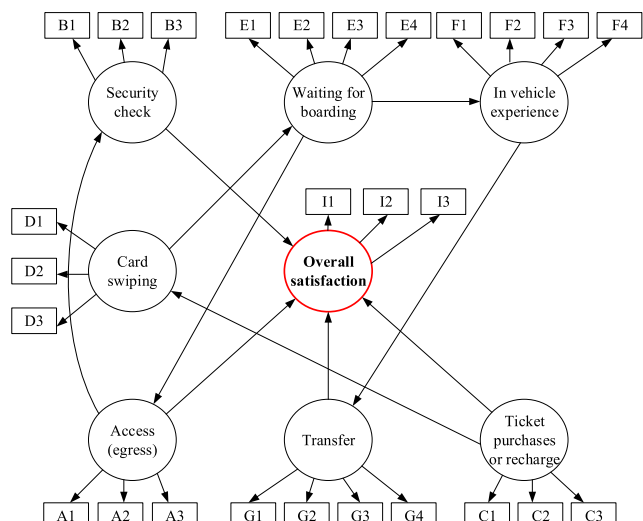 B1 B2 B3 E1 E2 E3 E4 F1 F2 F3 F4
Security
check
Waiting for
boarding
In vehicle
experience
I1 I2 I3
D1
D2
D3
Card
swiping
Overall
satisfaction
Access
(egress)
Transfer
Ticket
purchases
or recharge
A1 A2 A3 G1 G2 G3 G4 C1 C2 C3